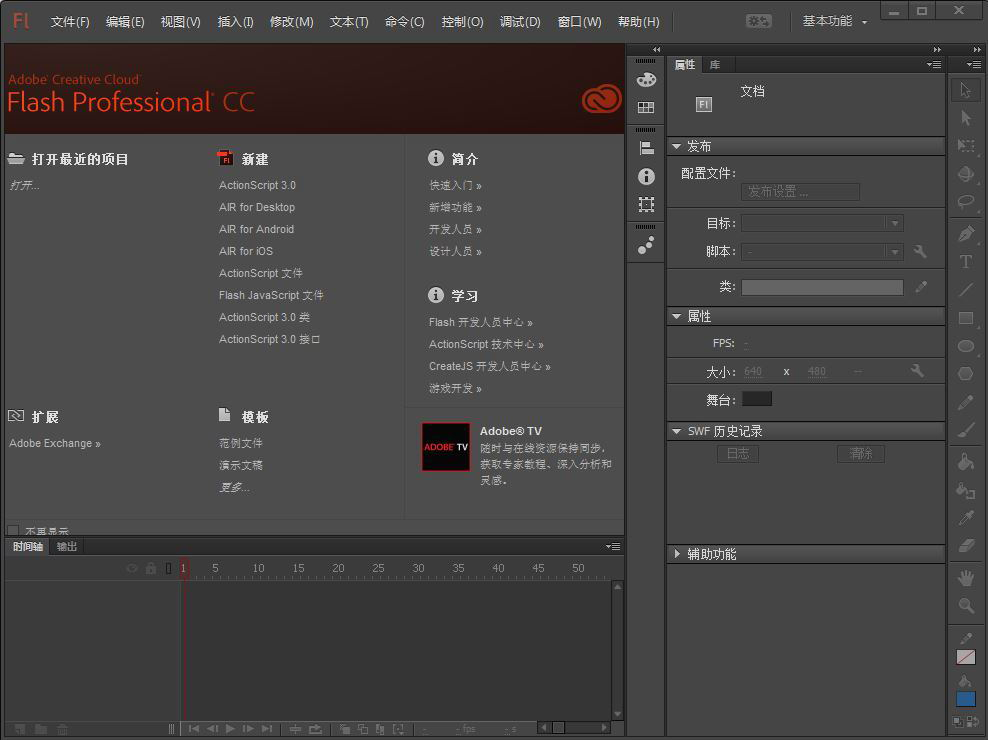 Fl 文件(F) 编辑(E) 视图(V) 插入(I) 修改(M) 文本(T) 命令(C) 控制(O) 调试(D) 窗口(W) 帮助(H) 基本功能
Adobe Creative Cloud
Flash Professional CC
打开最近的项目
打开...
新建
ActionScript 3.0
AIR for Desktop
AIR for Android
AIR for iOS
ActionScript 文件
Flash JavaScript 文件
ActionScript 3.0 类
ActionScript 3.0 接口
简介
快速入门 »
新增功能 »
开发人员 »
设计人员 »
学习
Flash 开发人员中心 »
ActionScript 技术中心 »
CreateJS 开发人员中心 »
游戏开发 »
扩展
Adobe Exchange »
模板
范例文件
演示文稿
更多...
ADOBE TV
Adobe® TV
随时与在线资源保持同步，
获取专家教程、深入分析和
灵感。
不再显示
时间轴 输出
1 5 10 15 20 25 30 35 40 45 50
- - fps - s
属性 库
Fl 文档
发布
配置文件:
发布设置 ...
目标:
脚本: -
类:
属性
FPS: -
大小: 640 x 480 --
舞台:
SWF 历史记录
日志 清除
辅助功能
T